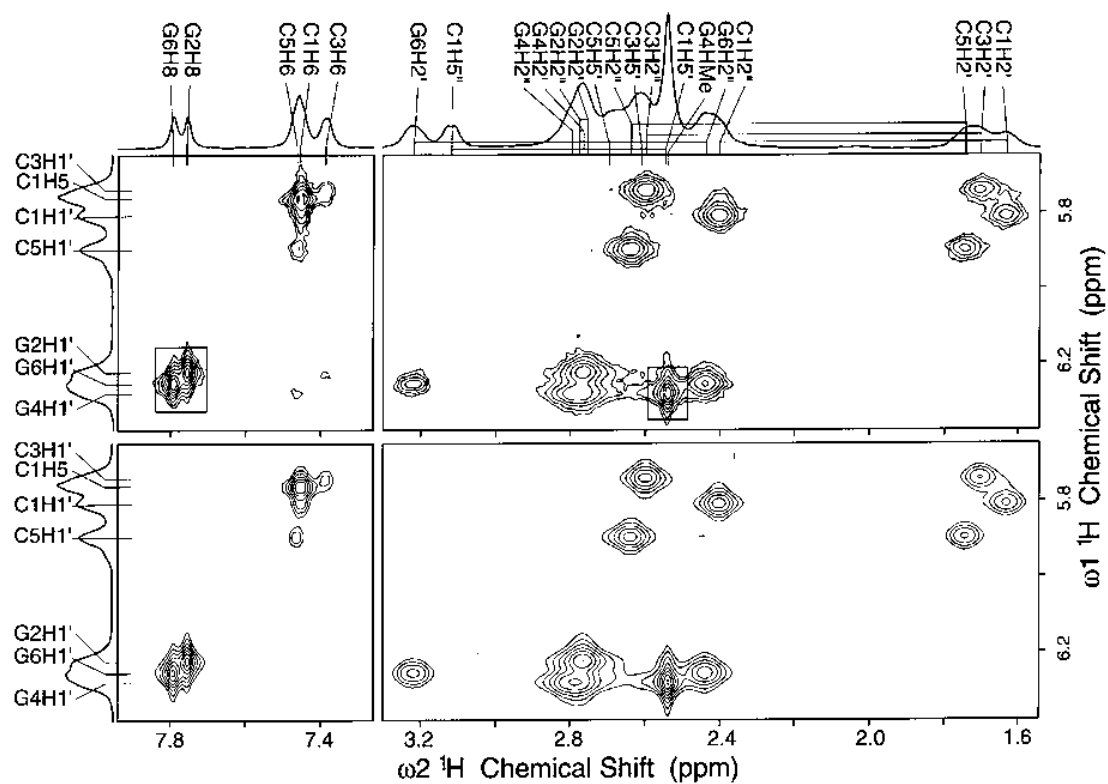 G6H8
G2H8
C5H6
C1H6
C3H6
G6H2'
C1H5"
G4H2"
G4H2'
G2H2"
G2H2'
C5H5'
C5H2"
C3H5'
C3H2"
C1H5'
G4HMe
G6H2"
C1H2"
C5H2'
C3H2'
C1H2'
C3H1'
C1H5
C1H1'
C5H1'
G2H1'
G6H1'
G4H1'
5.8
6.2
ω1 ¹H Chemical Shift (ppm)
C3H1'
C1H5
C1H1'
C5H1'
G2H1'
G6H1'
G4H1'
5.8
6.2
7.8 7.4 3.2 2.8 2.4 2.0 1.6
ω2 ¹H Chemical Shift (ppm)